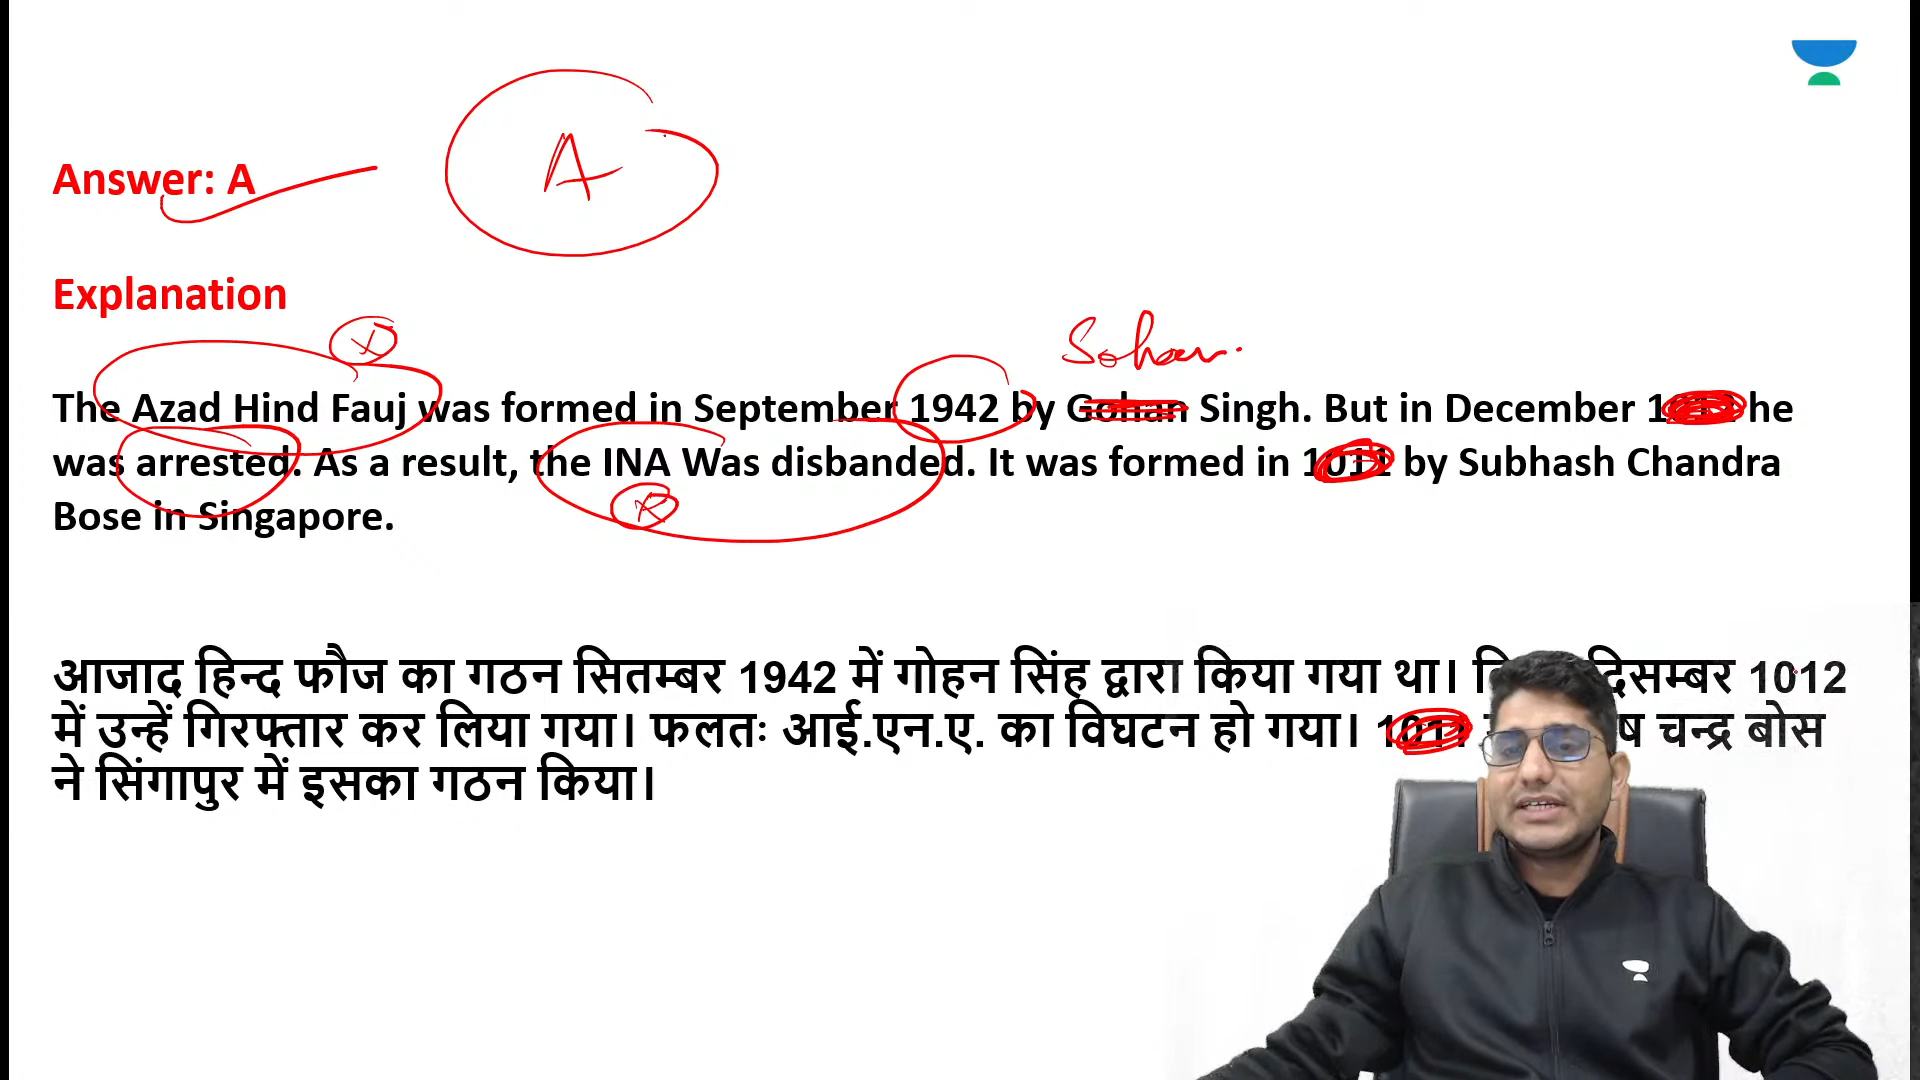 Answer: A
A
Explanation
Sohan.
The Azad Hind Fauj was formed in September 1942 by Gohan Singh. But in December he
was arrested. As a result, the INA Was disbanded. It was formed in by Subhash Chandra
Bose in Singapore.
आजाद हिन्द फौज का गठन सितम्बर 1942 में गोहन सिंह द्वारा किया गया था। दिसम्बर 1012
में उन्हें गिरफ्तार कर लिया गया। फलतः आई.एन.ए. का विघटन हो गया। चन्द्र बोस
ने सिंगापुर में इसका गठन किया।